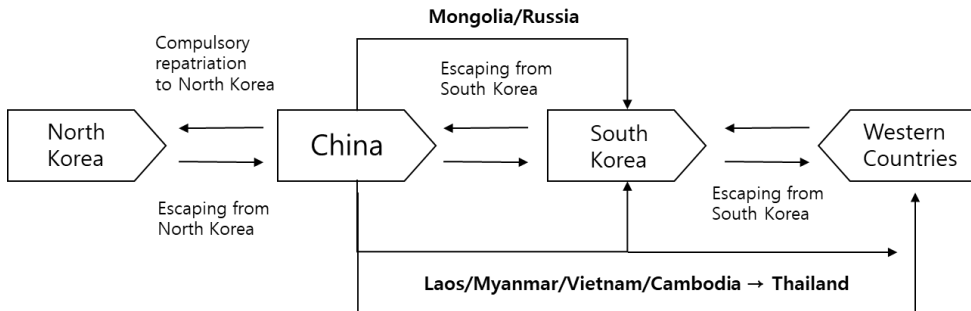 Mongolia/Russia
Compulsory
repatriation
to North Korea
Escaping from
South Korea
North
Korea
China
South
Korea
Western
Countries
Escaping from
North Korea
Escaping from
South Korea
Laos/Myanmar/Vietnam/Cambodia → Thailand